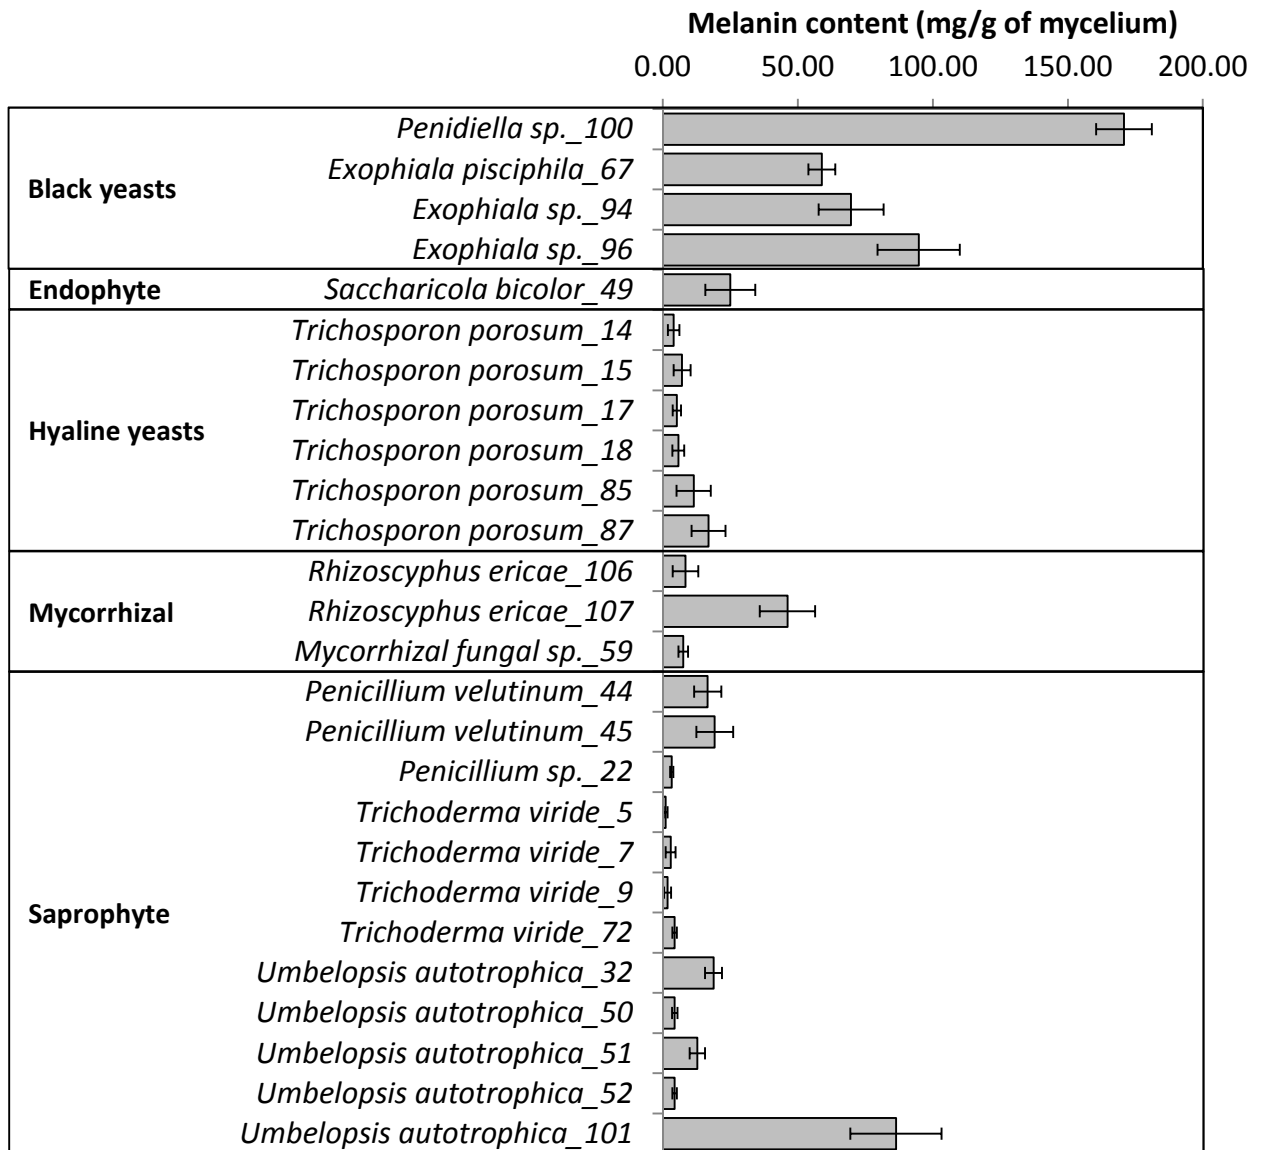 Melanin content (mg/g of mycelium)
0.00 50.00 100.00 150.00 200.00
Black yeasts
Penidiella sp._100
Exophiala pisciphila_67
Exophiala sp._94
Exophiala sp._96
Endophyte
Saccharicola bicolor_49
Hyaline yeasts
Trichosporon porosum_14
Trichosporon porosum_15
Trichosporon porosum_17
Trichosporon porosum_18
Trichosporon porosum_85
Trichosporon porosum_87
Mycorrhizal
Rhizoscyphus ericae_106
Rhizoscyphus ericae_107
Mycorrhizal fungal sp._59
Saprophyte
Penicillium velutinum_44
Penicillium velutinum_45
Penicillium sp._22
Trichoderma viride_5
Trichoderma viride_7
Trichoderma viride_9
Trichoderma viride_72
Umbelopsis autotrophica_32
Umbelopsis autotrophica_50
Umbelopsis autotrophica_51
Umbelopsis autotrophica_52
Umbelopsis autotrophica_101